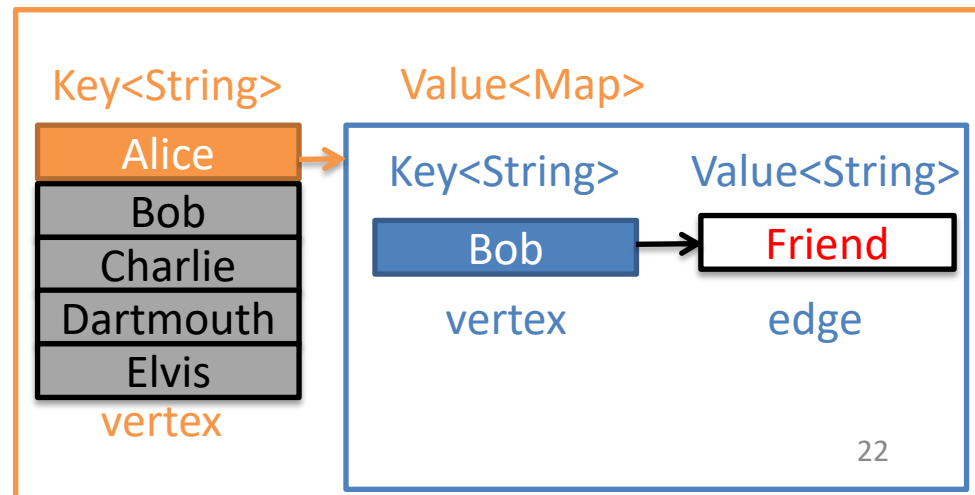 Key<String>
Value<Map>
Alice
Bob
Charlie
Dartmouth
Elvis
vertex
Key<String>
Value<String>
Bob
Friend
vertex
edge
22